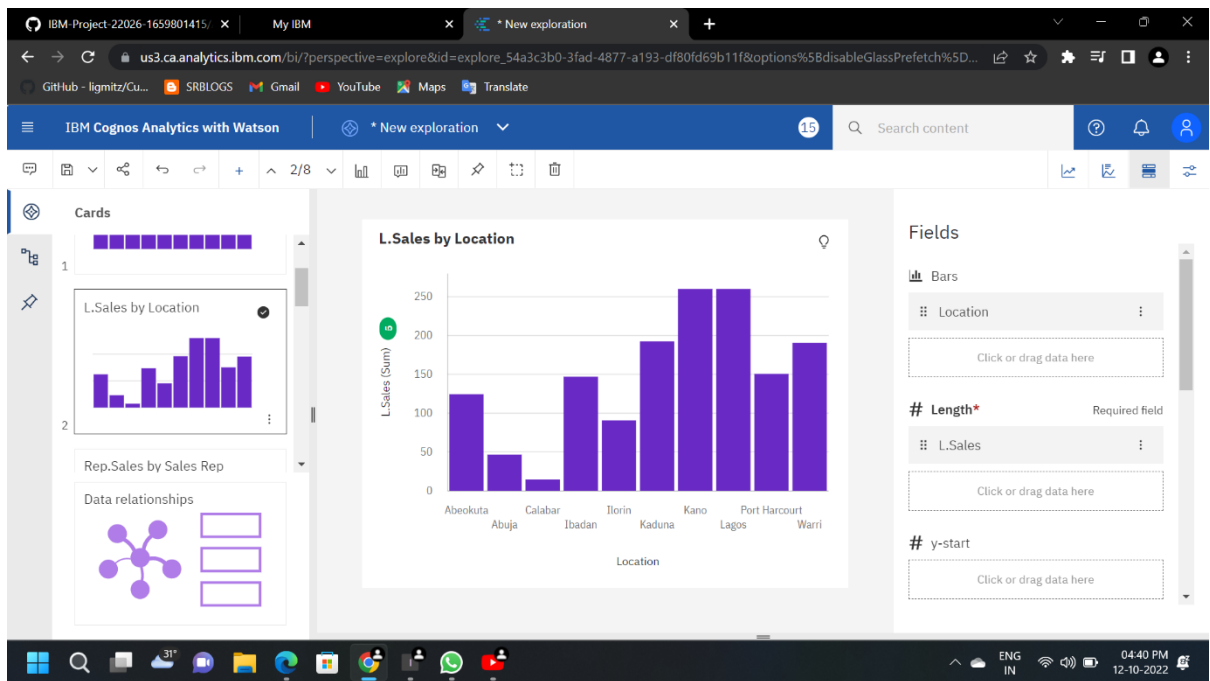 IBM-Project-22026-1659801415/
My IBM
* New exploration
us3.ca.analytics.ibm.com/bi/?perspective=explore&id=explore_54a3c3b0-3fad-4877-a193-df80fd69b11f&options%5BdisableGlassPrefetch%5D...
GitHub - ligmitz/Cu...
SRBLOGS
Gmail
YouTube
Maps
Translate
IBM Cognos Analytics with Watson
* New exploration
15
Search content
2/8
Cards
1
L.Sales by Location
2
Rep.Sales by Sales Rep
Data relationships
L.Sales by Location
250
200
150
100
50
0
L.Sales (Sum)
Abeokuta
Abuja
Calabar
Ibadan
Ilorin
Kaduna
Kano
Lagos
Port Harcourt
Warri
Location
Fields
Bars
Location
Click or drag data here
# Length*
Required field
L.Sales
Click or drag data here
# y-start
Click or drag data here
31°
ENG
IN
04:40 PM
12-10-2022